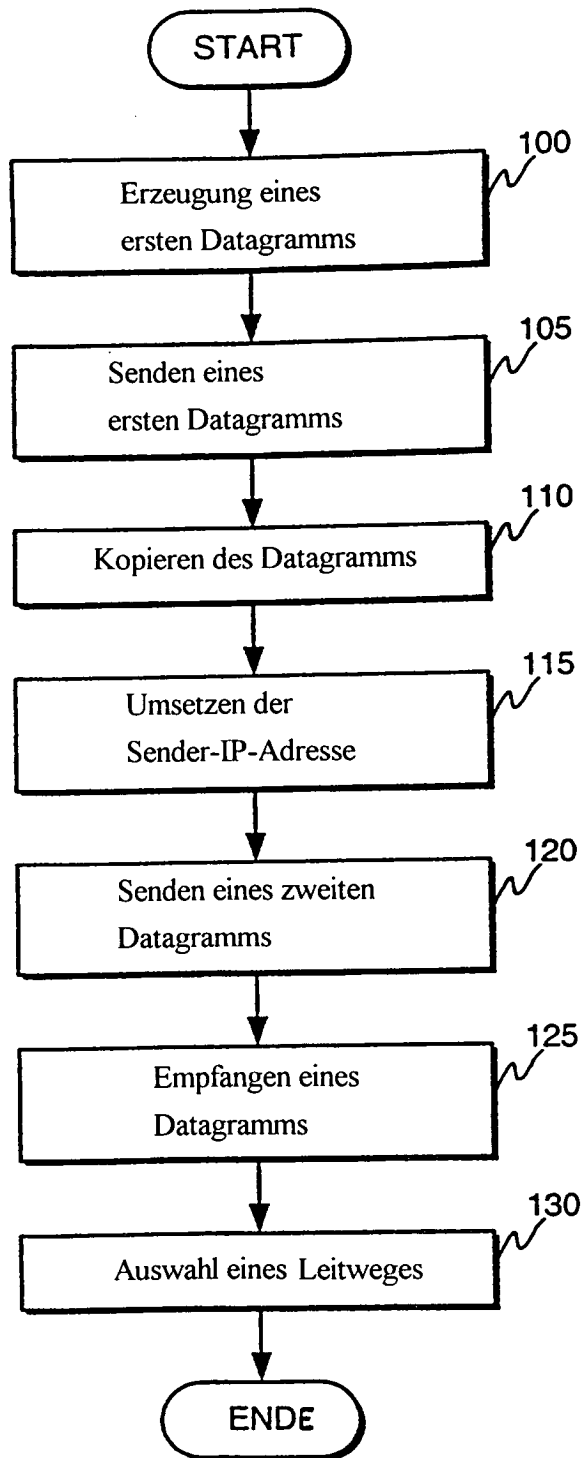 START
100
Erzeugung eines
ersten Datagramms
105
Senden eines
ersten Datagramms
110
Kopieren des Datagramms
115
Umsetzen der
Sender-IP-Adresse
120
Senden eines zweiten
Datagramms
125
Empfangen eines
Datagramms
130
Auswahl eines Leitweges
ENDE